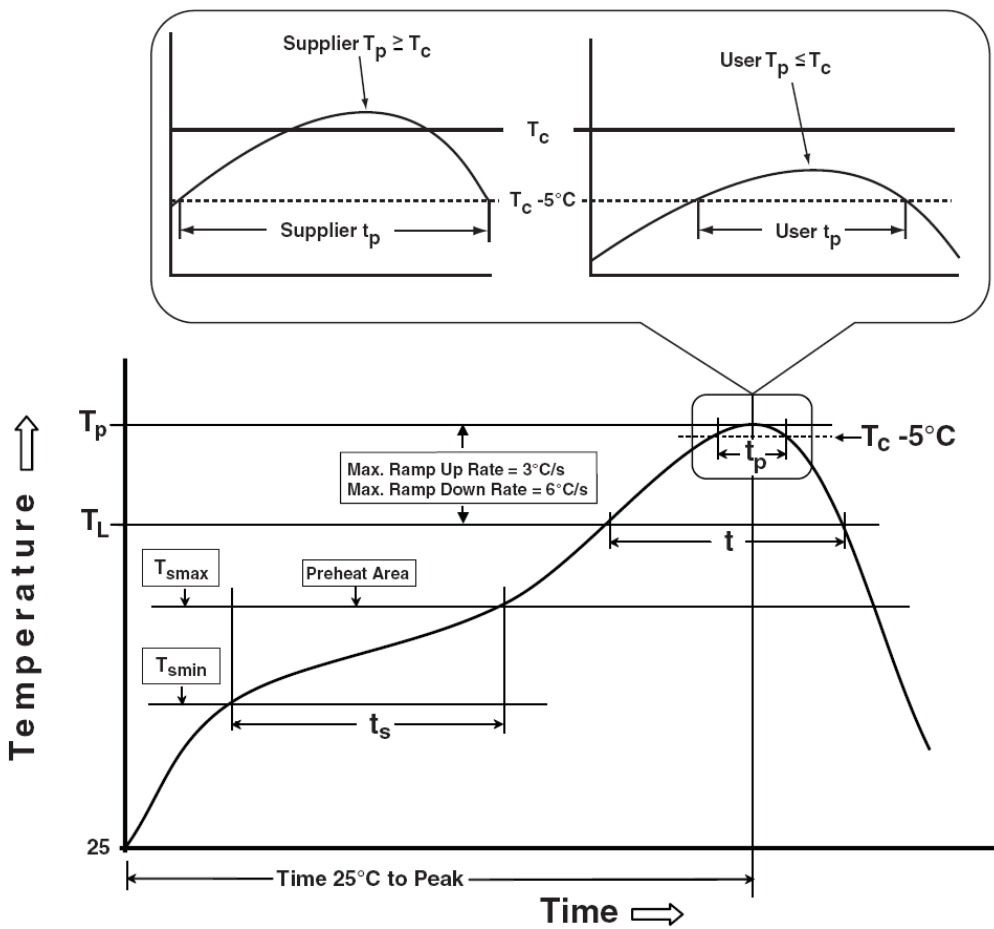 Supplier Tp ≥ Tc
User Tp ≤ Tc
Tc
Tc -5°C
Supplier tp
User tp
Tp
Tc -5°C
tp
Max. Ramp Up Rate = 3°C/s
Max. Ramp Down Rate = 6°C/s
TL
t
Tsmax
Preheat Area
Tsmin
ts
Temperature
25
Time 25°C to Peak
Time